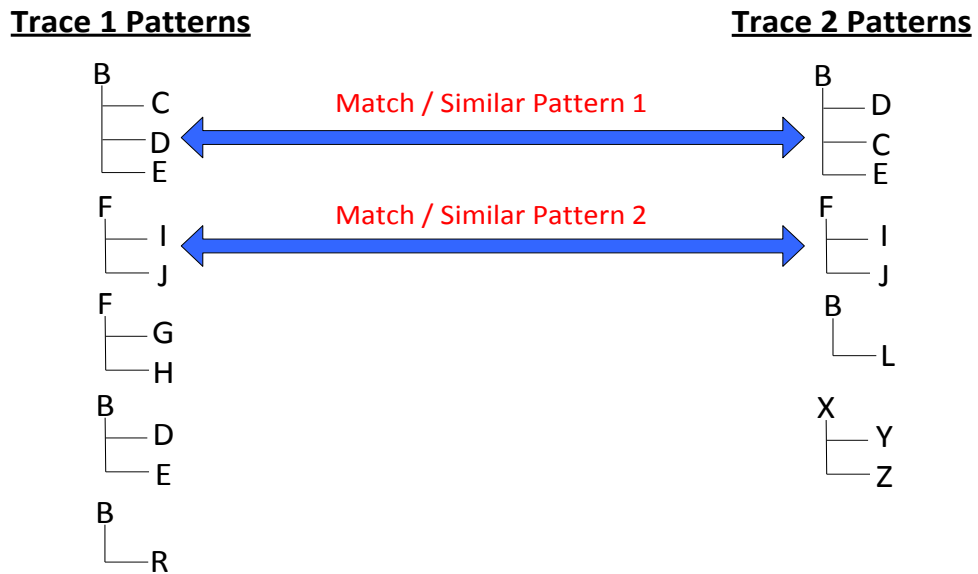 Trace 1 Patterns
Trace 2 Patterns
B
C
D
E
Match / Similar Pattern 1
B
D
C
E
F
I
J
Match / Similar Pattern 2
F
I
J
F
G
H
B
L
B
D
E
X
Y
Z
B
R